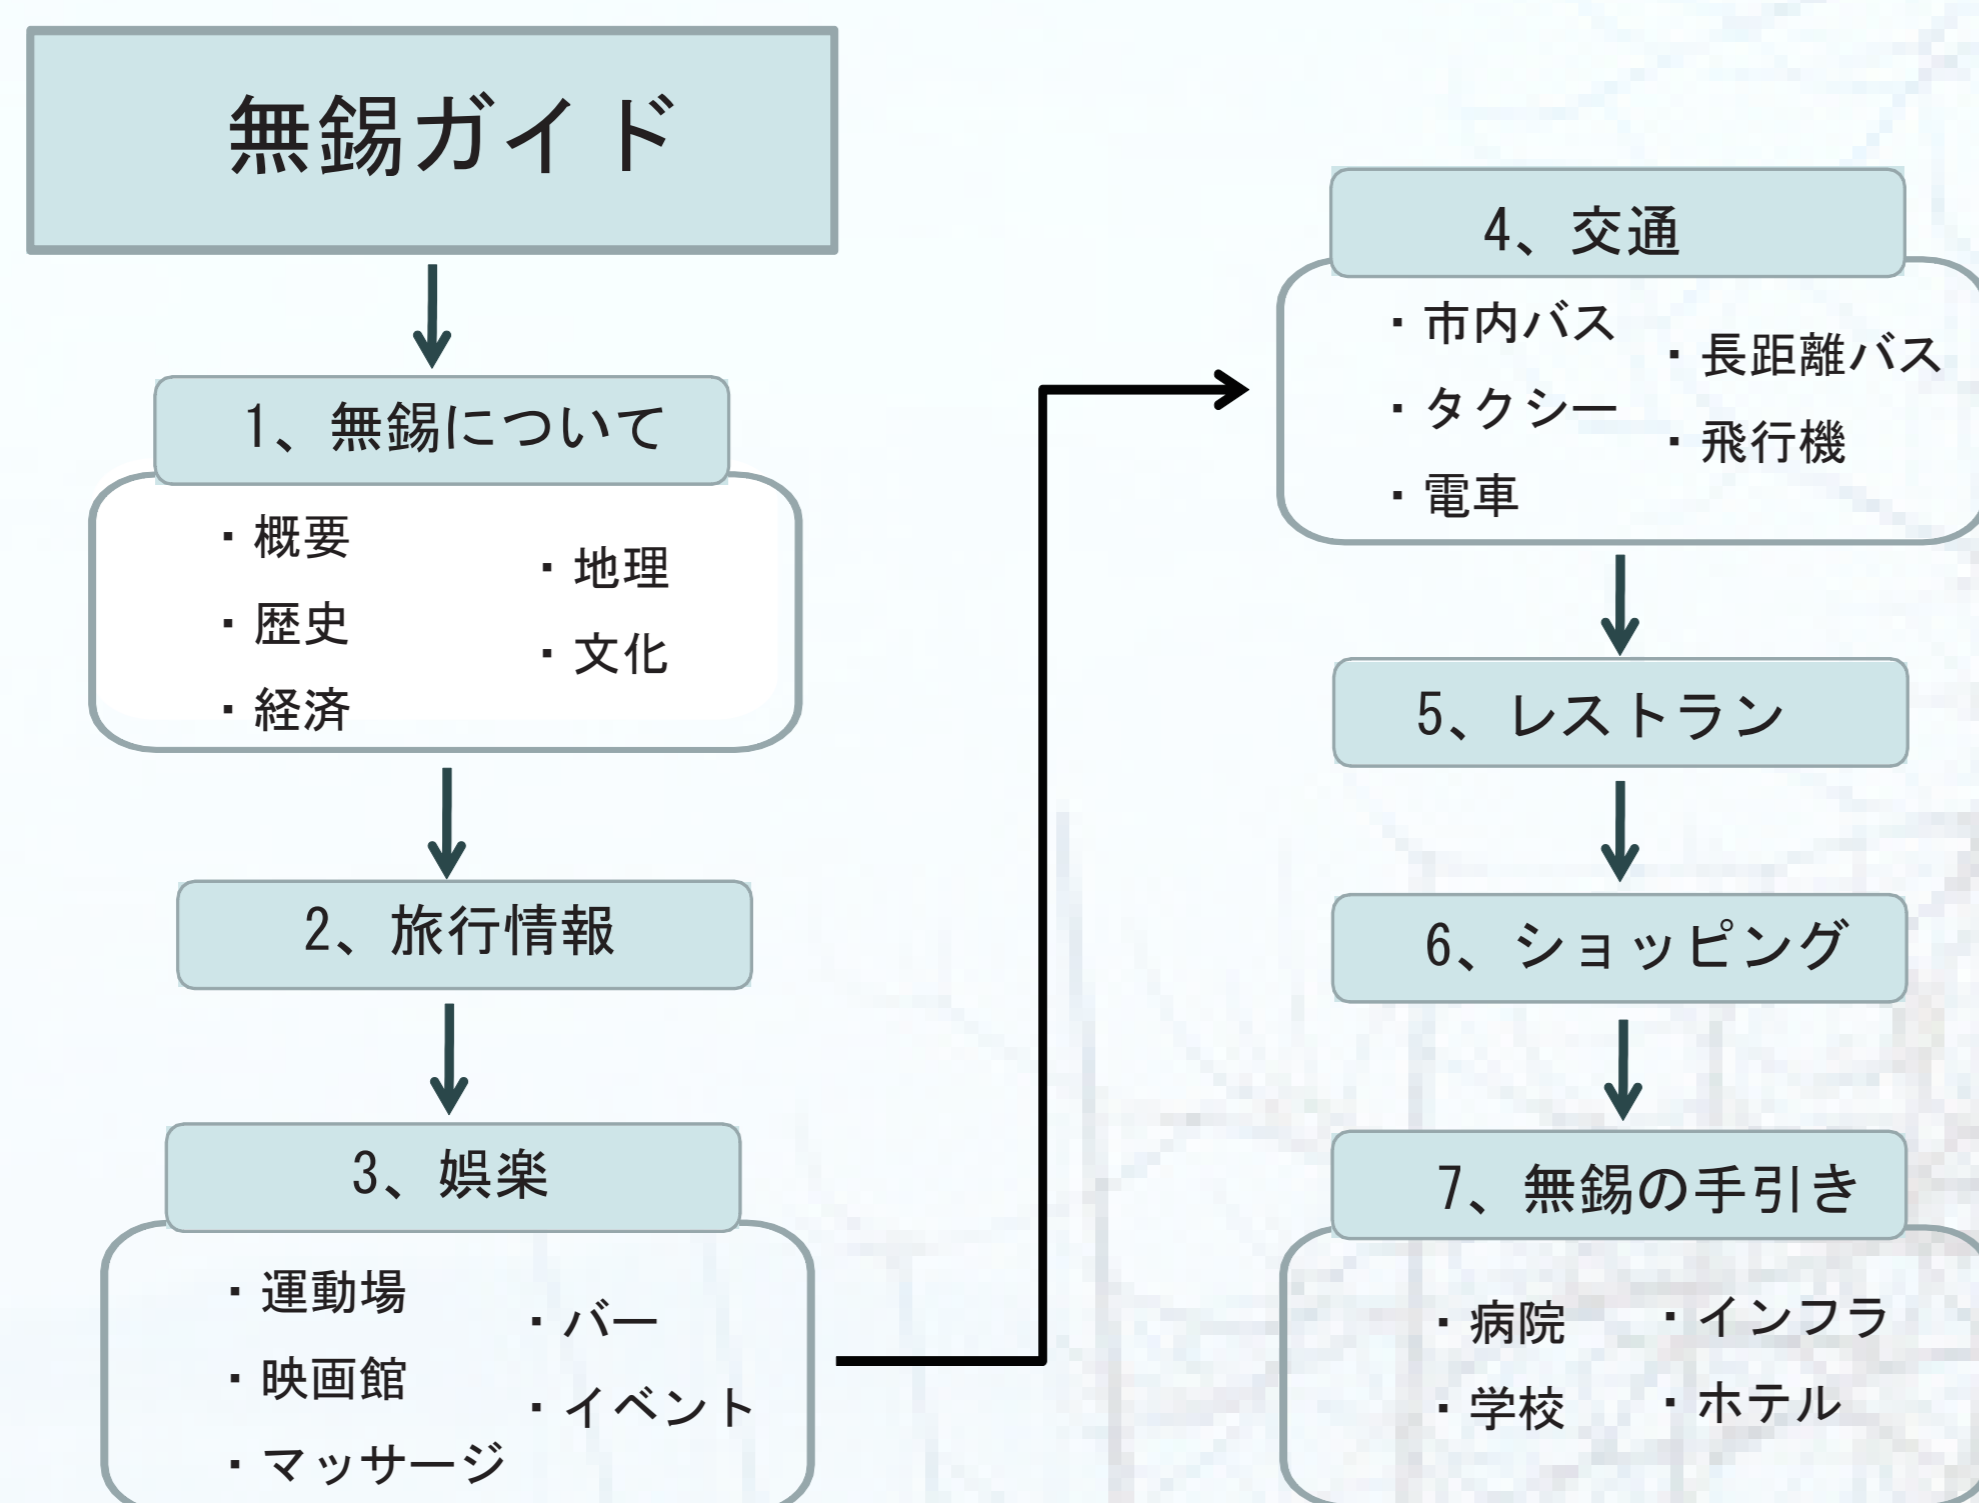 無錫ガイド
1、無錫について
・概要
・歴史
・経済
・地理
・文化
2、旅行情報
3、娯楽
・運動場
・映画館
・マッサージ
・バー
・イベント
4、交通
・市内バス
・タクシー
・電車
・長距離バス
・飛行機
5、レストラン
6、ショッピング
7、無錫の手引き
・病院
・学校
・インフラ
・ホテル